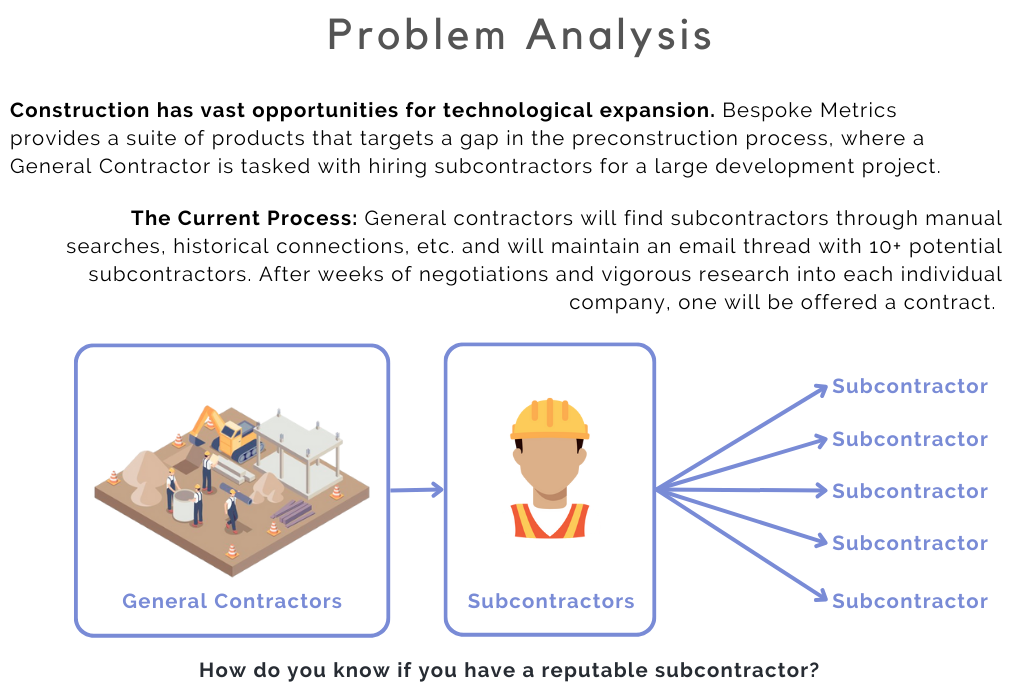 Problem Analysis
Construction has vast opportunities for technological expansion. Bespoke Metrics
provides a suite of products that targets a gap in the preconstruction process, where a
General Contractor is tasked with hiring subcontractors for a large development project.
The Current Process: General contractors will find subcontractors through manual
searches, historical connections, etc. and will maintain an email thread with 10+ potential
subcontractors. After weeks of negotiations and vigorous research into each individual
company, one will be offered a contract.
General Contractors
Subcontractors
Subcontractor
Subcontractor
Subcontractor
Subcontractor
Subcontractor
How do you know if you have a reputable subcontractor?